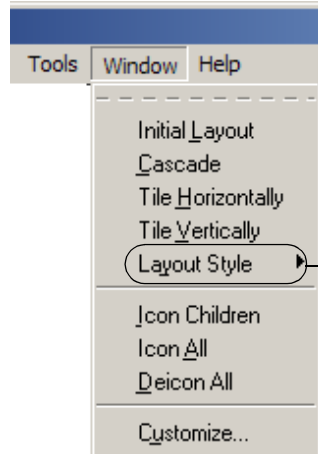 Tools Window Help
Initial Layout
Cascade
Tile Horizontally
Tile Vertically
Layout Style
Icon Children
Icon All
Deicon All
Customize...